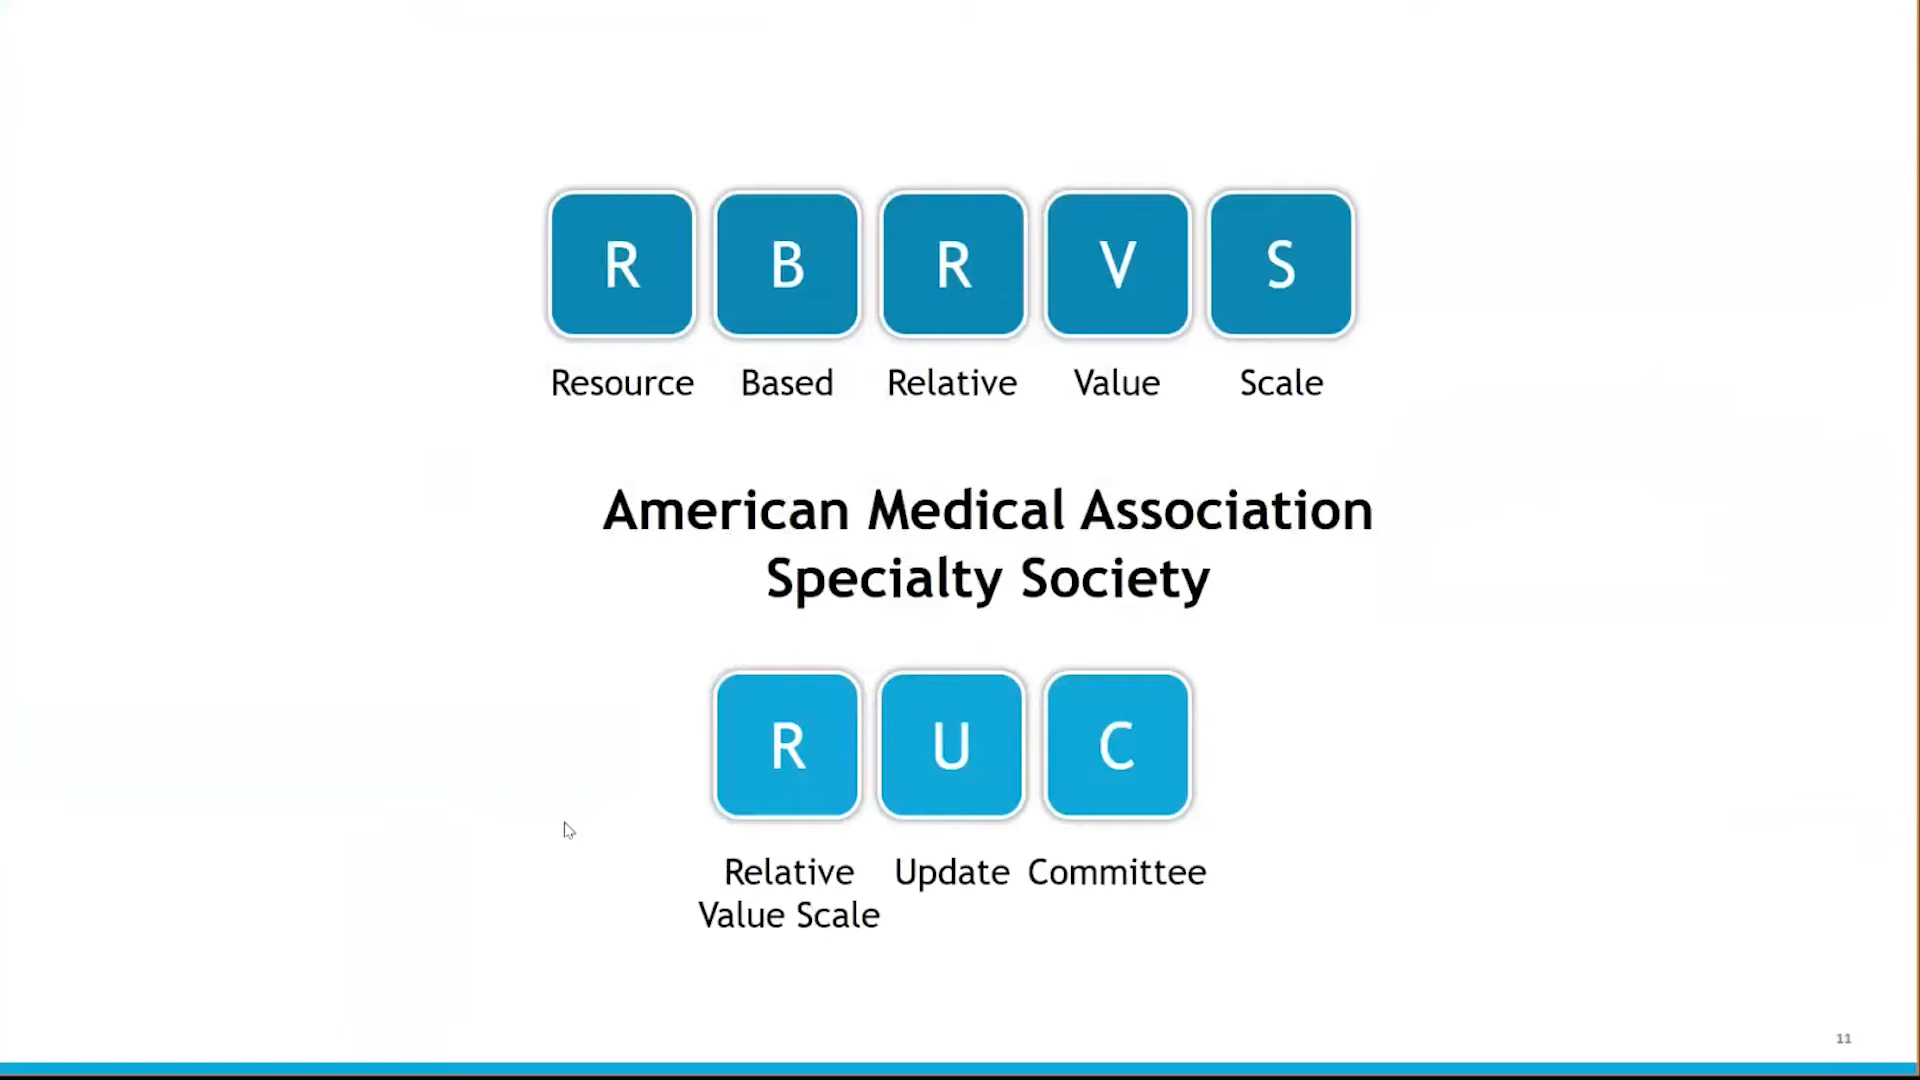 R B R V S
Resource Based Relative Value Scale
American Medical Association
Specialty Society
R U C
Relative Update Committee
Value Scale
11